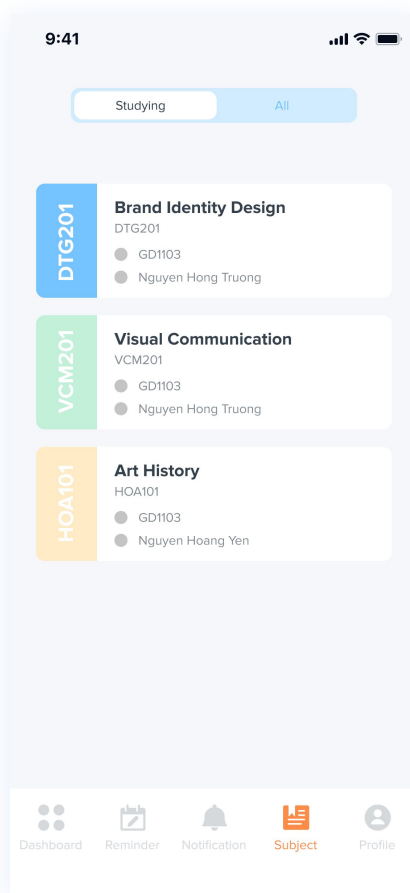 9:41
Studying
All
DTG201
Brand Identity Design
DTG201
GD1103
Nguyen Hong Truong
VCM201
Visual Communication
VCM201
GD1103
Nguyen Hong Truong
HOA101
Art History
HOA101
GD1103
Nguyen Hoang Yen
Dashboard
Reminder
Notification
Subject
Profile